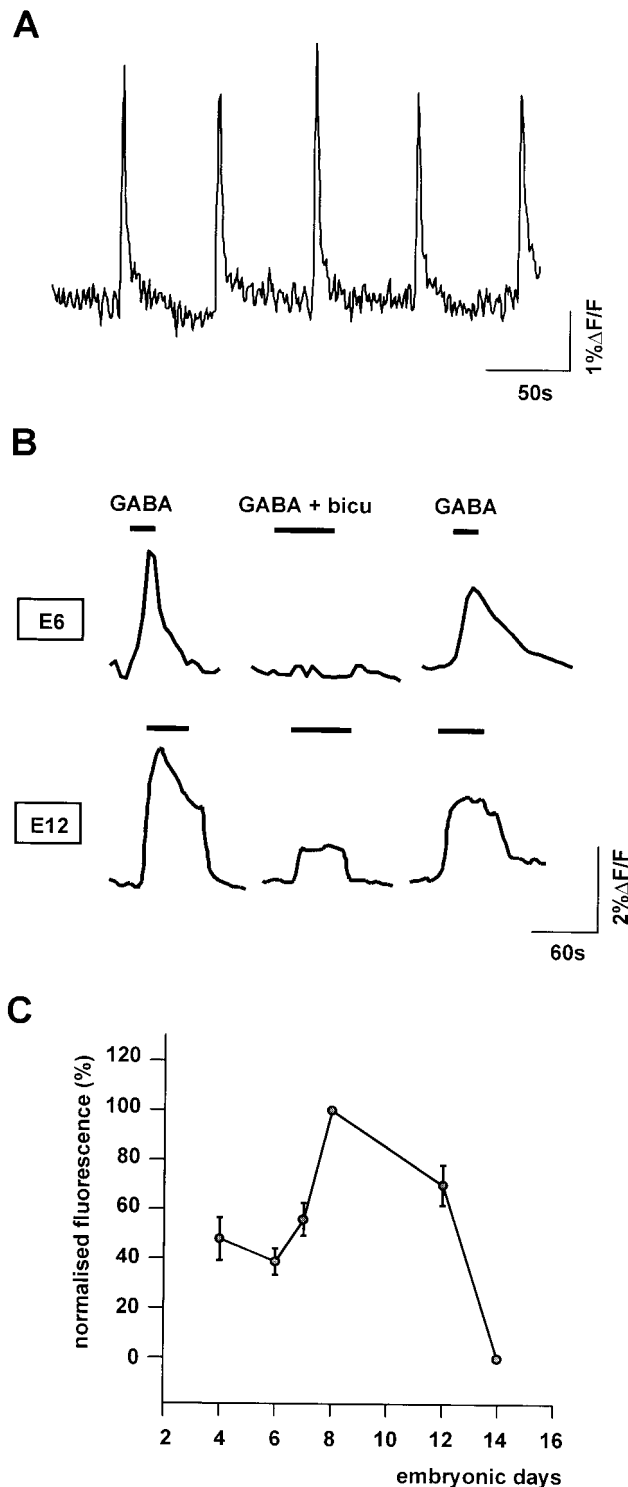 A
1%ΔF/F
50s
B
GABA
GABA + bicu
GABA
E6
E12
2%ΔF/F
60s
C
normalised fluorescence (%)
120
100
80
60
40
20
0
2 4 6 8 10 12 14 16
embryonic days